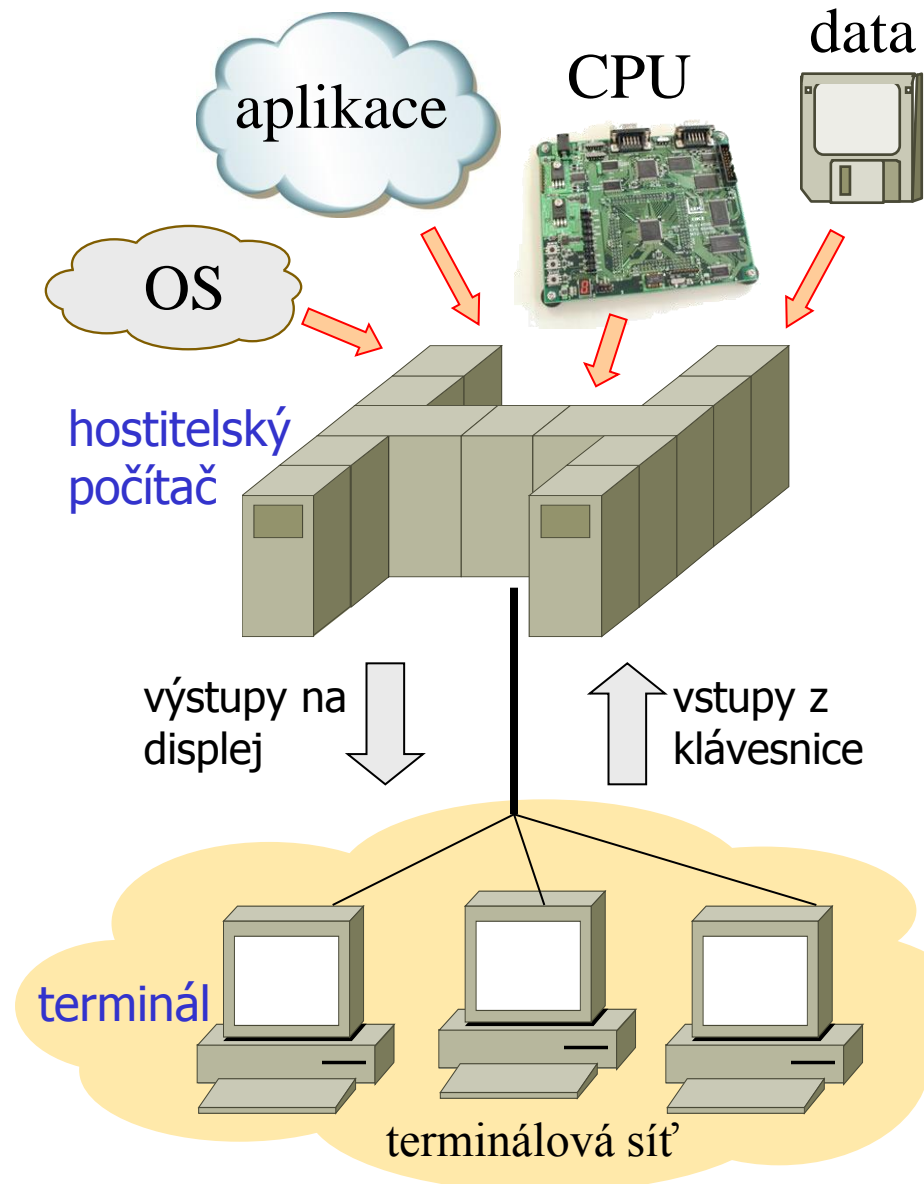 data
CPU
aplikace
OS
hostitelský
počítač
výstupy na
displej
vstupy z
klávesnice
terminál
terminálová síť